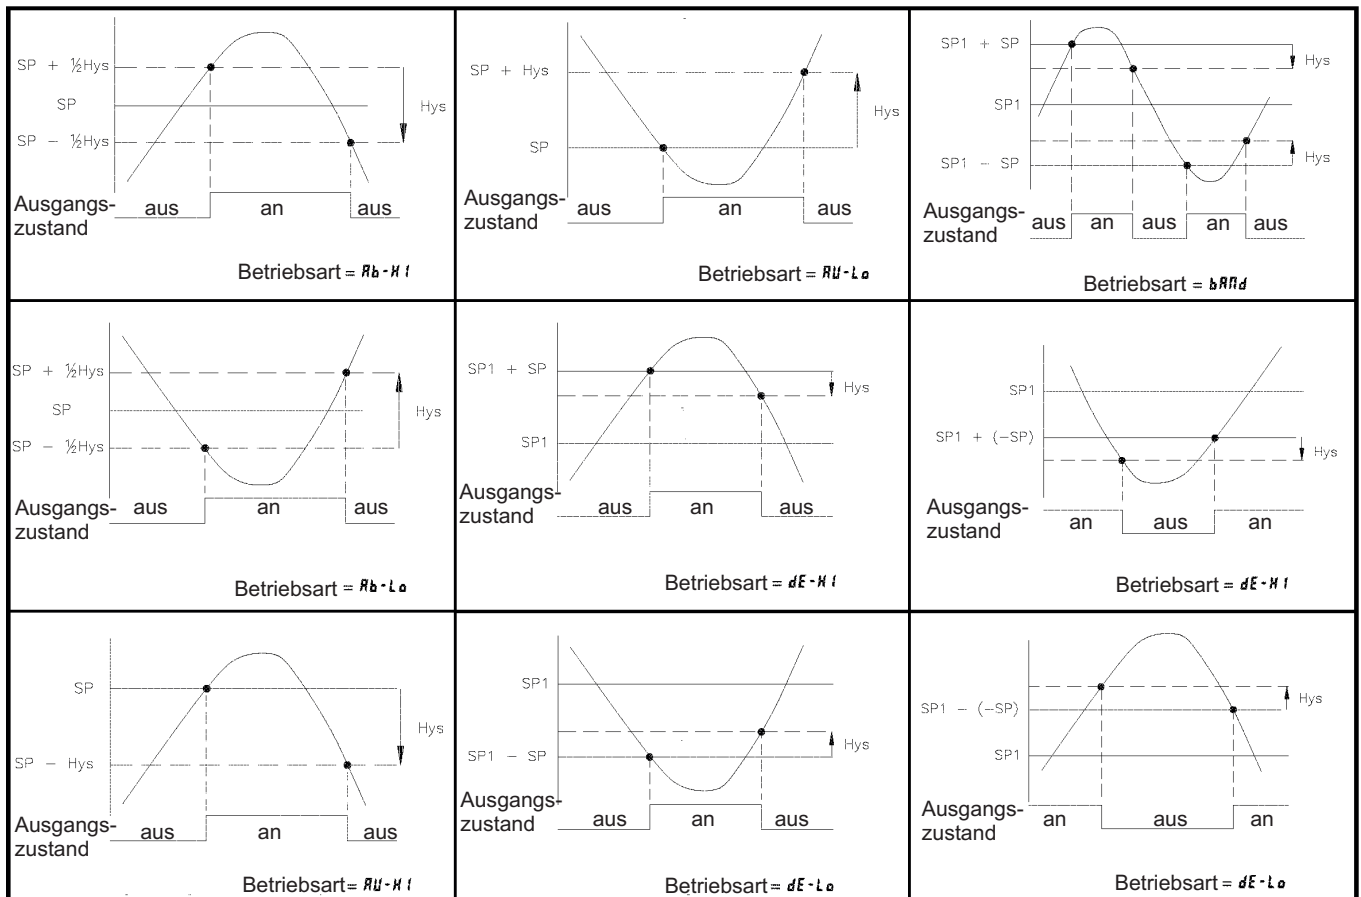 SP + ½Hys
SP
SP − ½Hys
Hys
Ausgangs-
zustand
aus an aus
Betriebsart = Ab-HI
SP + Hys
SP
Hys
Ausgangs-
zustand
aus an aus
Betriebsart = AU-Lo
SP1 + SP
SP1
SP1 − SP
Hys
Hys
Ausgangs-
zustand
aus an aus an aus
Betriebsart = bANd
SP + ½Hys
SP
SP − ½Hys
Hys
Ausgangs-
zustand
aus an aus
Betriebsart = Ab-Lo
SP1 + SP
Hys
SP1
Ausgangs-
zustand
aus an aus
Betriebsart = dE-HI
SP1
SP1 + (-SP)
Hys
Ausgangs-
zustand
an aus an
Betriebsart = dE-HI
SP
SP − Hys
Hys
Ausgangs-
zustand
aus an aus
Betriebsart = AU-HI
SP1
SP1 − SP
Hys
Ausgangs-
zustand
aus an aus
Betriebsart = dE-Lo
SP1 − (-SP)
SP1
Hys
Ausgangs-
zustand
an aus an
Betriebsart = dE-Lo